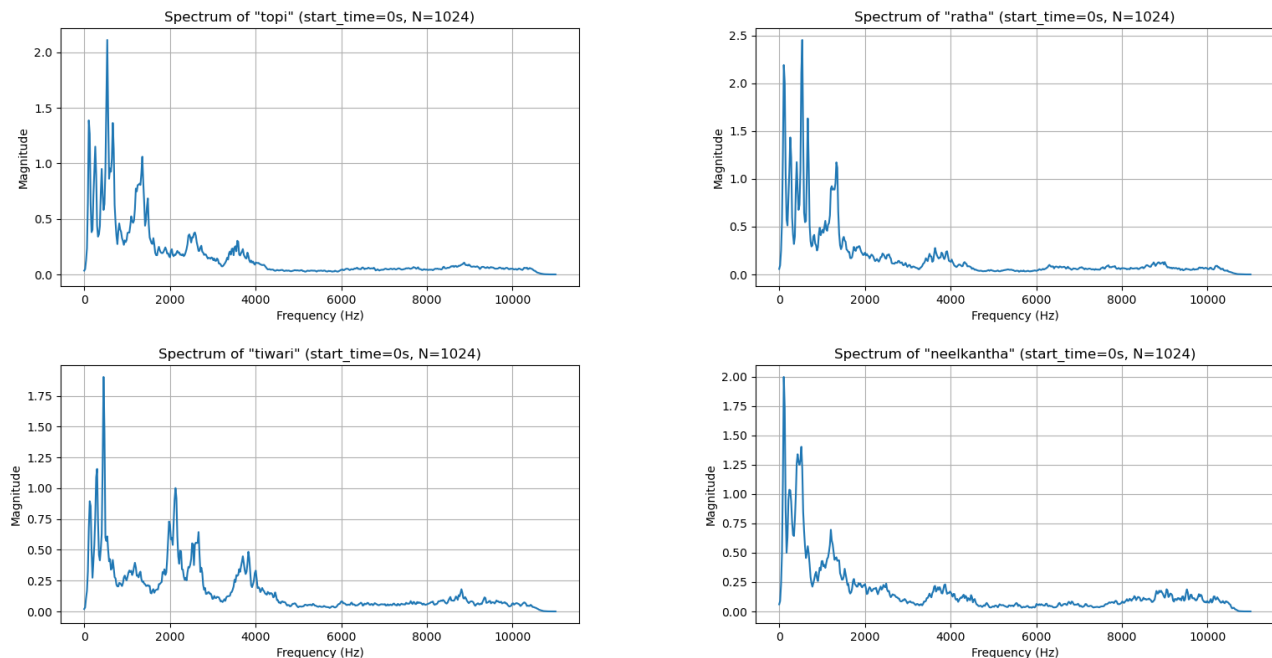 Spectrum of "topi" (start_time=0s, N=1024)
2.0
1.5
1.0
0.5
0.0
Magnitude
0 2000 4000 6000 8000 10000
Frequency (Hz)
Spectrum of "ratha" (start_time=0s, N=1024)
2.5
2.0
1.5
1.0
0.5
0.0
Magnitude
0 2000 4000 6000 8000 10000
Frequency (Hz)
Spectrum of "tiwari" (start_time=0s, N=1024)
1.75
1.50
1.25
1.00
0.75
0.50
0.25
0.00
Magnitude
0 2000 4000 6000 8000 10000
Frequency (Hz)
Spectrum of "neelkantha" (start_time=0s, N=1024)
2.00
1.75
1.50
1.25
1.00
0.75
0.50
0.25
0.00
Magnitude
0 2000 4000 6000 8000 10000
Frequency (Hz)